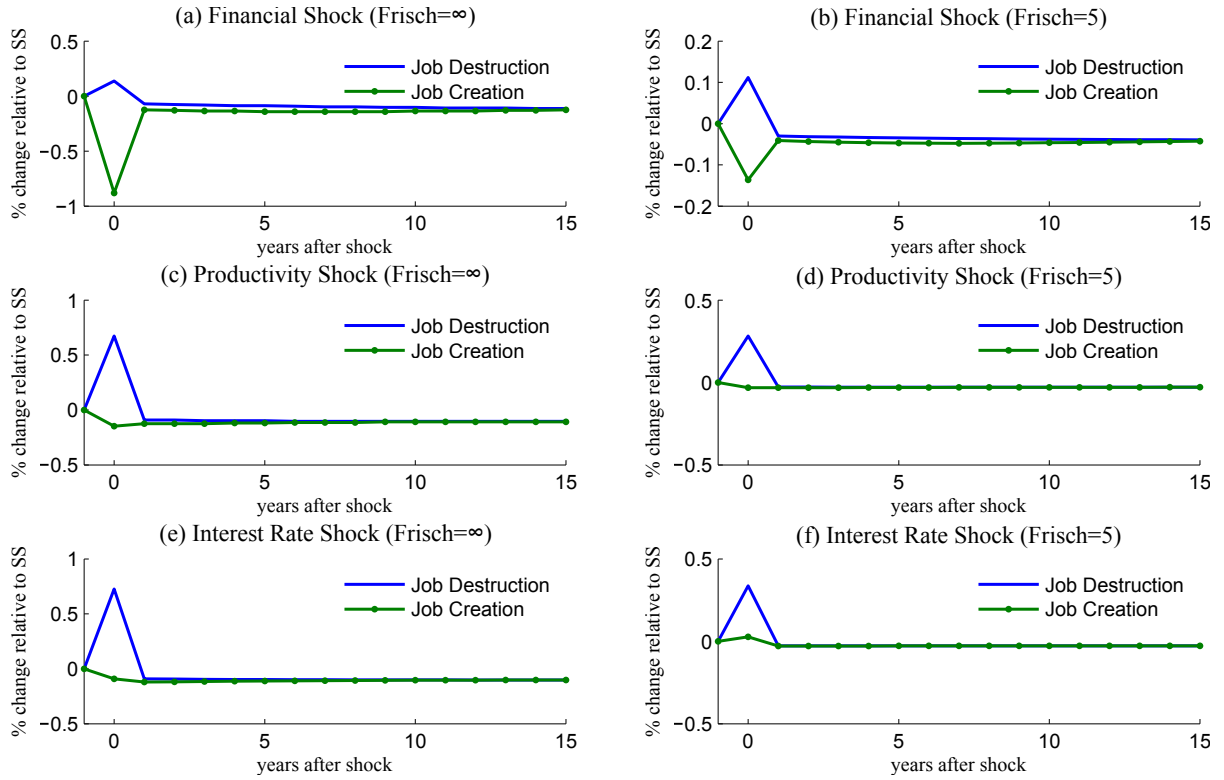 (a) Financial Shock (Frisch=∞)
% change relative to SS
0.5
0
−0.5
−1
Job Destruction
Job Creation
0 5 10 15
years after shock
(b) Financial Shock (Frisch=5)
% change relative to SS
0.2
0.1
0
−0.1
−0.2
Job Destruction
Job Creation
0 5 10 15
years after shock
(c) Productivity Shock (Frisch=∞)
% change relative to SS
1
0.5
0
−0.5
Job Destruction
Job Creation
0 5 10 15
years after shock
(d) Productivity Shock (Frisch=5)
% change relative to SS
0.5
0
−0.5
Job Destruction
Job Creation
0 5 10 15
years after shock
(e) Interest Rate Shock (Frisch=∞)
% change relative to SS
1
0.5
0
−0.5
Job Destruction
Job Creation
0 5 10 15
years after shock
(f) Interest Rate Shock (Frisch=5)
% change relative to SS
0.5
0
−0.5
Job Destruction
Job Creation
0 5 10 15
years after shock